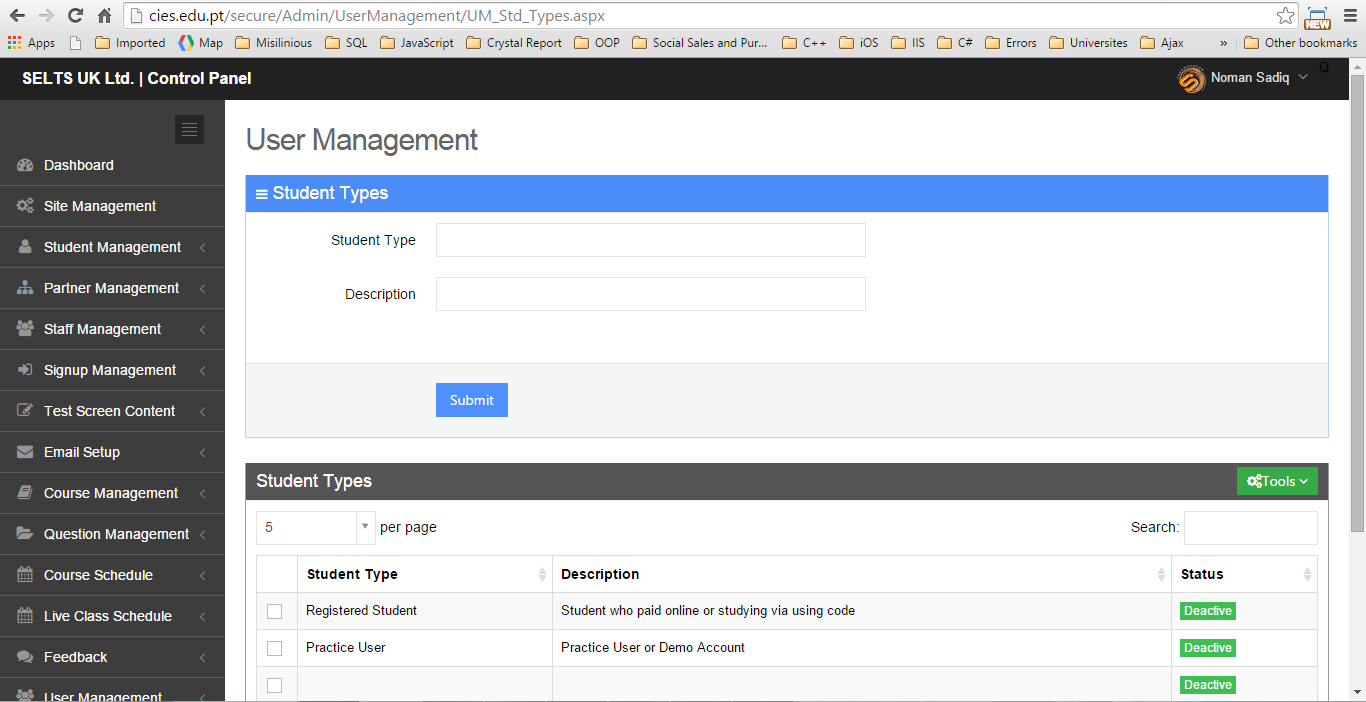 cies.edu.pt/secure/Admin/UserManagement/UM_Std_Types.aspx
NEW
Apps Imported Map Misilinious SQL JavaScript Crystal Report OOP Social Sales and Pur... C++ iOS IIS C# Errors Universites Ajax » Other bookmarks
SELTS UK Ltd. | Control Panel
Noman Sadiq
Q
User Management
Dashboard
Site Management
Student Management
Partner Management
Staff Management
Signup Management
Test Screen Content
Email Setup
Course Management
Question Management
Course Schedule
Live Class Schedule
Feedback
User Management
Student Types
Student Type
Description
Submit
Student Types
Tools
5 per page
Search:
Student Type Description Status
Registered Student Student who paid online or studying via using code Deactive
Practice User Practice User or Demo Account Deactive
Deactive